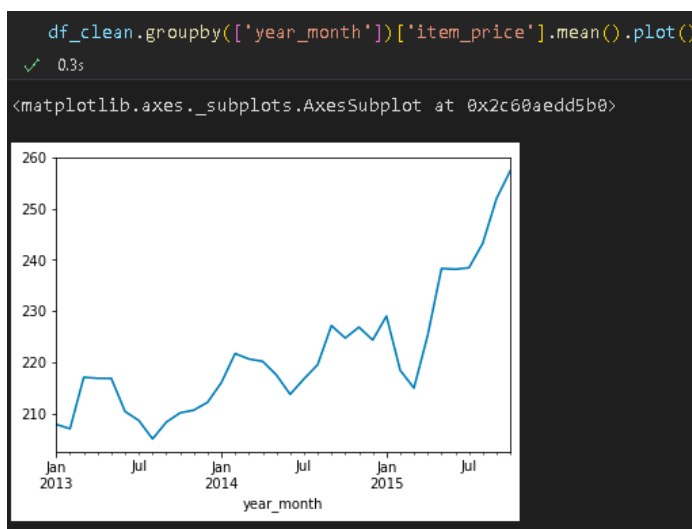 df_clean.groupby(['year_month'])['item_price'].mean().plot()
✓ 0.3s
<matplotlib.axes._subplots.AxesSubplot at 0x2c60aedd5b0>
260
250
240
230
220
210
Jan Jul Jan Jul Jan Jul
2013 2014 2015
year_month